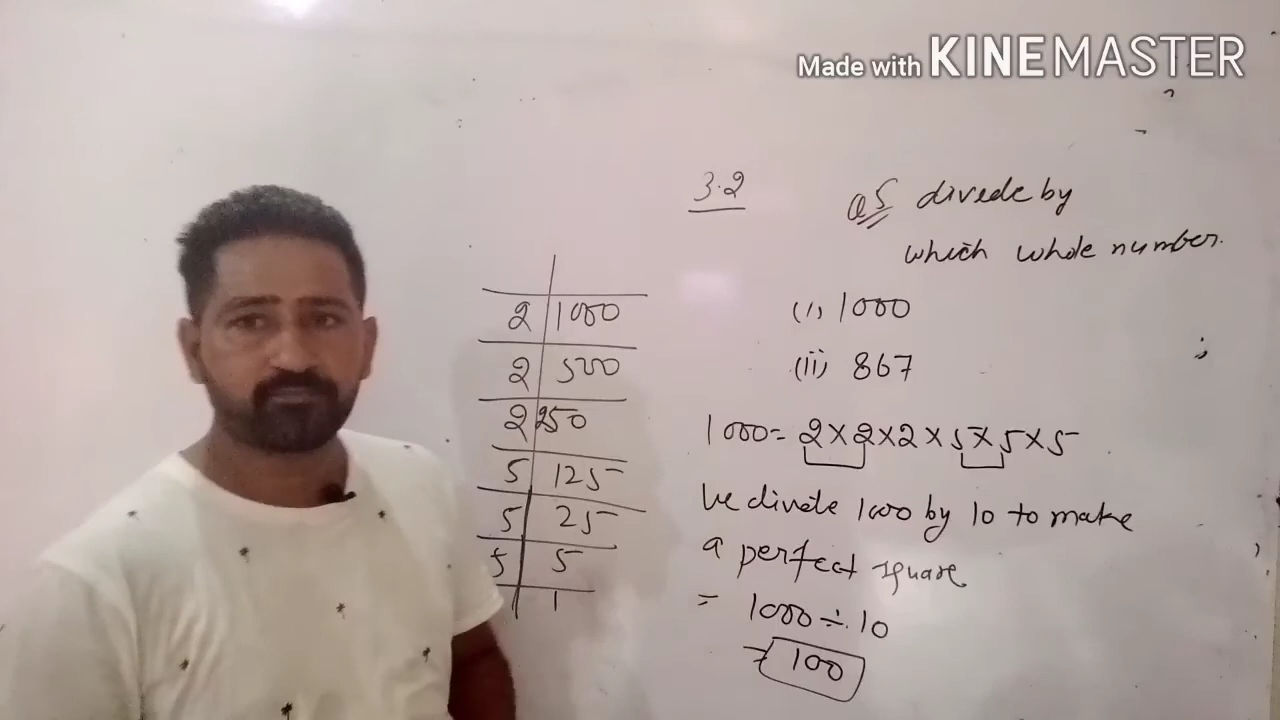 Made with KINEMASTER
3.2
Q5 divede by
which whole number.
(i) 1000
(ii) 867
2 1000
2 500
2 250
5 125
5 25
5 5
1
1000 = 2×2×2×5×5×5
we divide 1000 by 10 to make
a perfect square
= 1000 ÷ 10
= 100